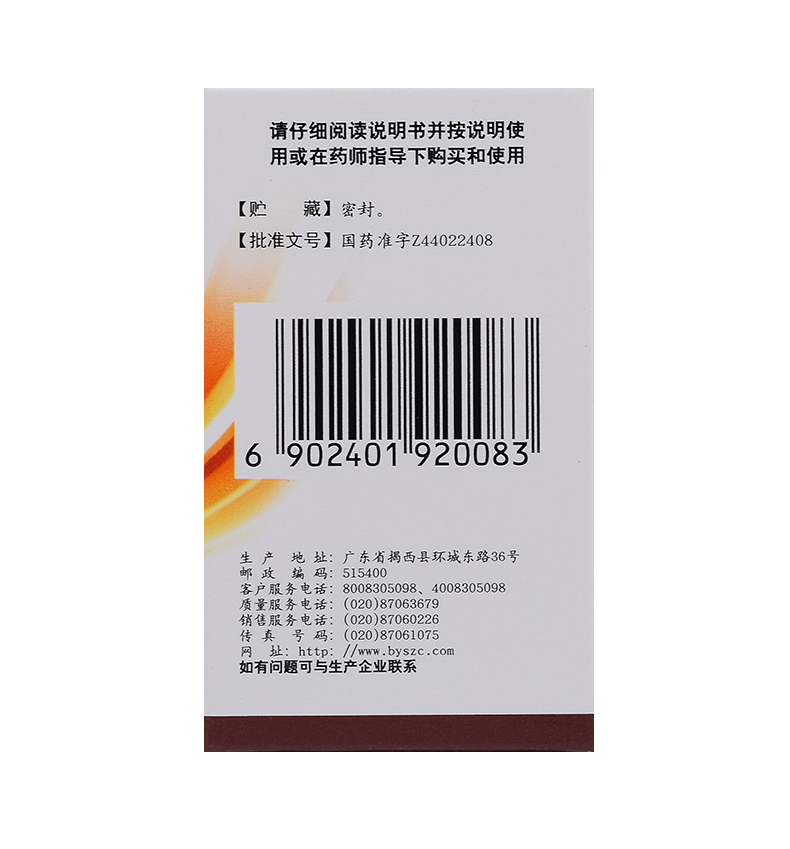 请仔细阅读说明书并按说明使
用或在药师指导下购买和使用
【贮 藏】密封。
【批准文号】国药准字Z44022408
6 902401 920083
生产地址：广东省揭西县环城东路36号
邮政编码：515400
客户服务电话：8008305098、4008305098
质量服务电话：(020)87063679
销售服务电话：(020)87060226
传真号码：(020)87061075
网 址：http：//www.byszc.com
如有问题可与生产企业联系